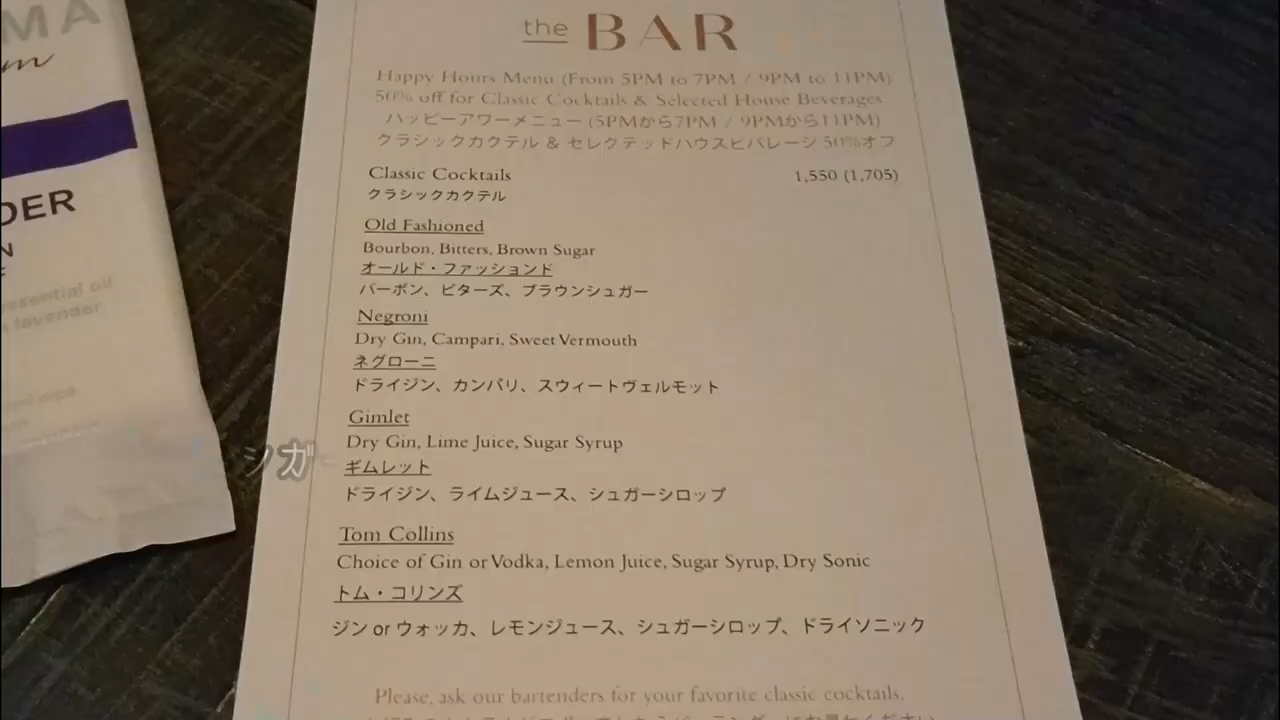 MA
DER
N
essential oil
lavender
the BAR
Happy Hours Menu (From 5PM to 7PM / 9PM to 11PM)
50% off for Classic Cocktails & Selected House Beverages
ハッピーアワーメニュー (5PMから7PM / 9PMから11PM)
クラシックカクテル & セレクテッドハウスビバレージ 50%オフ
Classic Cocktails 1,550 (1,705)
クラシックカクテル
Old Fashioned
Bourbon, Bitters, Brown Sugar
オールド・ファッションド
バーボン、ビターズ、ブラウンシュガー
Negroni
Dry Gin, Campari, Sweet Vermouth
ネグローニ
ドライジン、カンパリ、スウィートヴェルモット
Gimlet
Dry Gin, Lime Juice, Sugar Syrup
ギムレット
ドライジン、ライムジュース、シュガーシロップ
シガ
Tom Collins
Choice of Gin or Vodka, Lemon Juice, Sugar Syrup, Dry Sonic
トム・コリンズ
ジン or ウォッカ、レモンジュース、シュガーシロップ、ドライソニック
Please, ask our bartenders for your favorite classic cocktails.